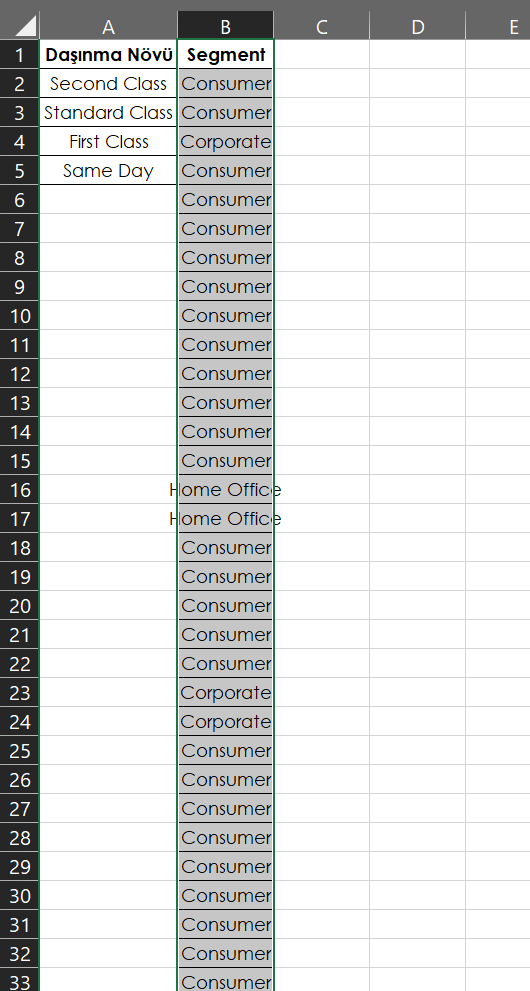 A B C D E
1 Daşınma Növü Segment
2 Second Class Consumer
3 Standard Class Consumer
4 First Class Corporate
5 Same Day Consumer
6 Consumer
7 Consumer
8 Consumer
9 Consumer
10 Consumer
11 Consumer
12 Consumer
13 Consumer
14 Consumer
15 Consumer
16 Home Office
17 Home Office
18 Consumer
19 Consumer
20 Consumer
21 Consumer
22 Consumer
23 Corporate
24 Corporate
25 Consumer
26 Consumer
27 Consumer
28 Consumer
29 Consumer
30 Consumer
31 Consumer
32 Consumer
33 Consumer